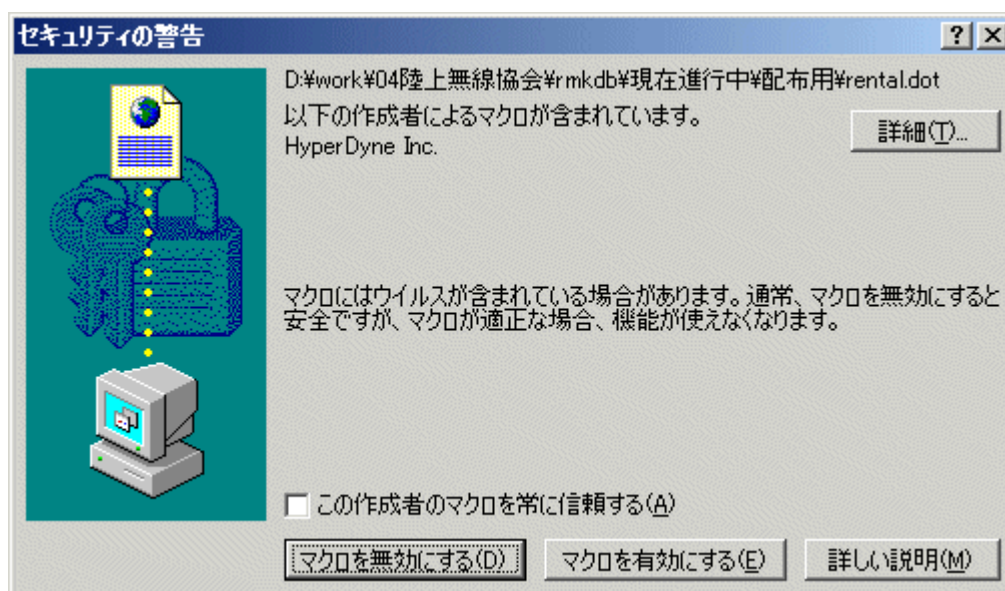 セキュリティの警告
D:¥work¥04陸上無線協会¥rmkdb¥現在進行中¥配布用¥rental.dot
以下の作成者によるマクロが含まれています。
詳細(T)...
HyperDyne Inc.
マクロにはウイルスが含まれている場合があります。通常、マクロを無効にすると
安全ですが、マクロが適正な場合、機能が使えなくなります。
この作成者のマクロを常に信頼する(A)
マクロを無効にする(D) マクロを有効にする(E) 詳しい説明(M)